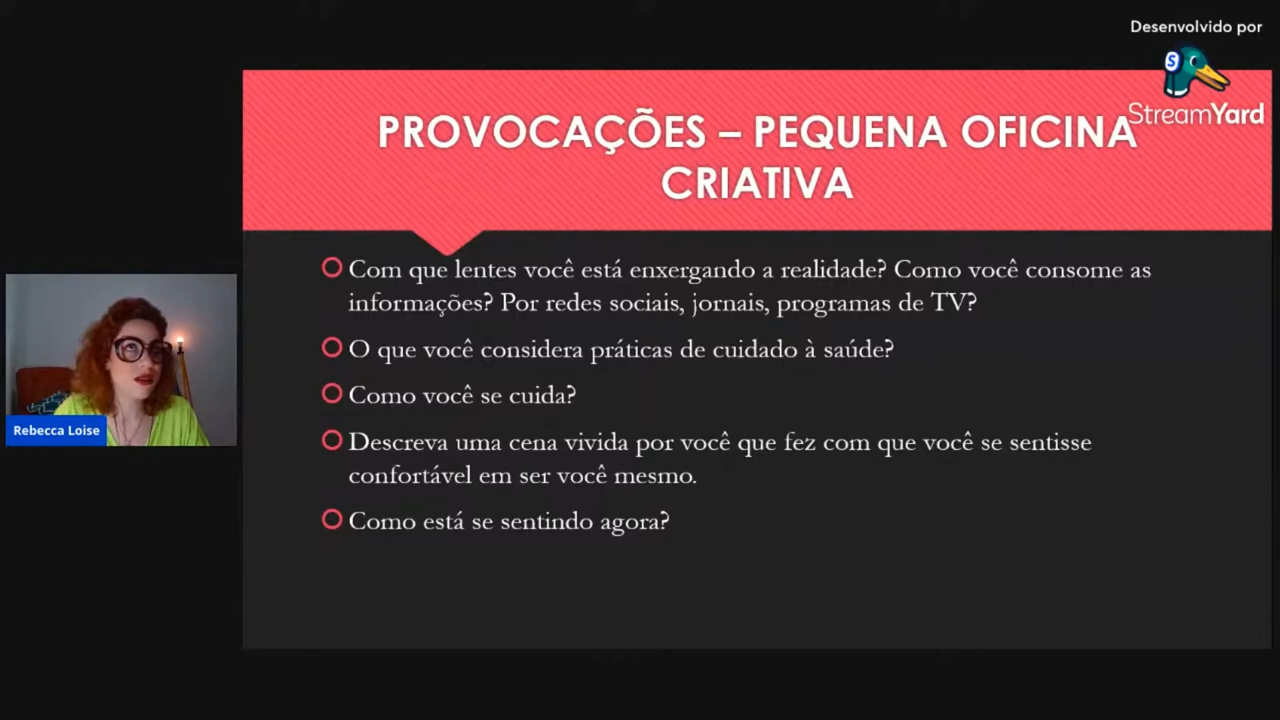 Desenvolvido por
StreamYard
PROVOCAÇÕES – PEQUENA OFICINA
CRIATIVA
Com que lentes você está enxergando a realidade? Como você consome as
informações? Por redes sociais, jornais, programas de TV?
O que você considera práticas de cuidado à saúde?
Como você se cuida?
Descreva uma cena vivida por você que fez com que você se sentisse
confortável em ser você mesmo.
Como está se sentindo agora?
Rebecca Loise